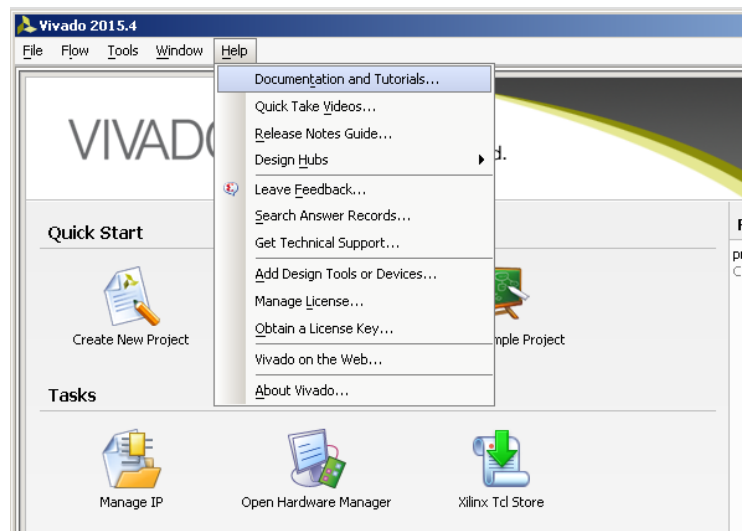 Vivado 2015.4
File Flow Tools Window Help
Documentation and Tutorials...
Quick Take Videos...
Release Notes Guide...
Design Hubs
Leave Feedback...
Search Answer Records...
Get Technical Support...
Add Design Tools or Devices...
Manage License...
Obtain a License Key...
Vivado on the Web...
About Vivado...
VIVADO
d.
Quick Start
Create New Project
mple Project
Tasks
Manage IP
Open Hardware Manager
Xilinx Tcl Store